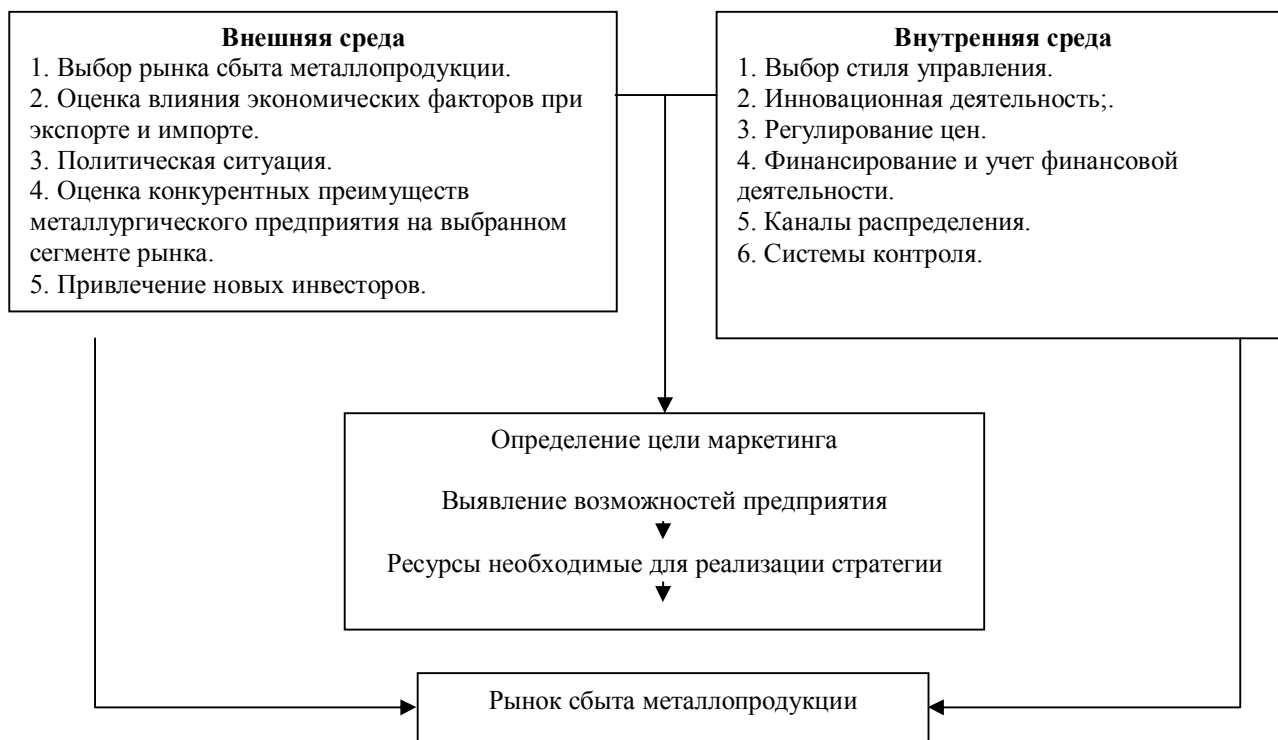 Внешняя среда
1. Выбор рынка сбыта металлопродукции.
2. Оценка влияния экономических факторов при
экспорте и импорте.
3. Политическая ситуация.
4. Оценка конкурентных преимуществ
металлургического предприятия на выбранном
сегменте рынка.
5. Привлечение новых инвесторов.
Внутренняя среда
1. Выбор стиля управления.
2. Инновационная деятельность;.
3. Регулирование цен.
4. Финансирование и учет финансовой
деятельности.
5. Каналы распределения.
6. Системы контроля.
Определение цели маркетинга
Выявление возможностей предприятия
Ресурсы необходимые для реализации стратегии
Рынок сбыта металлопродукции